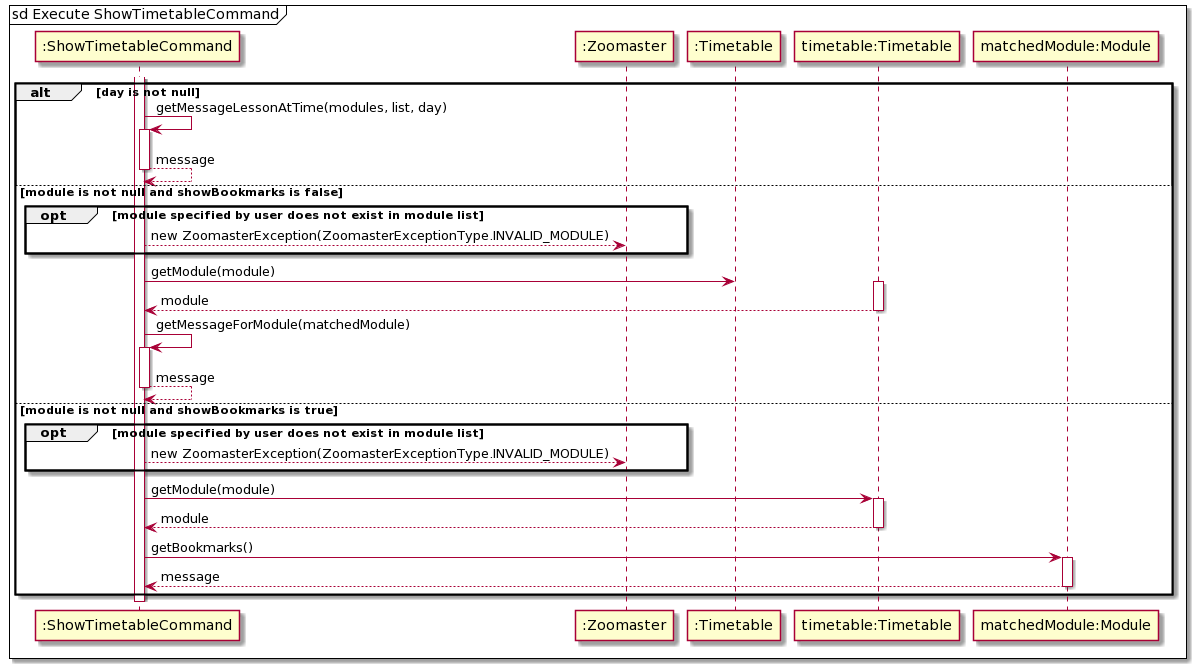 sd Execute ShowTimetableCommand
:ShowTimetableCommand :Zoomaster :Timetable timetable:Timetable matchedModule:Module
alt [day is not null]
getMessageLessonAtTime(modules, list, day)
message
[module is not null and showBookmarks is false]
opt [module specified by user does not exist in module list]
new ZoomasterException(ZoomasterExceptionType.INVALID_MODULE)
getModule(module)
module
getMessageForModule(matchedModule)
message
[module is not null and showBookmarks is true]
opt [module specified by user does not exist in module list]
new ZoomasterException(ZoomasterExceptionType.INVALID_MODULE)
getModule(module)
module
getBookmarks()
message
:ShowTimetableCommand :Zoomaster :Timetable timetable:Timetable matchedModule:Module